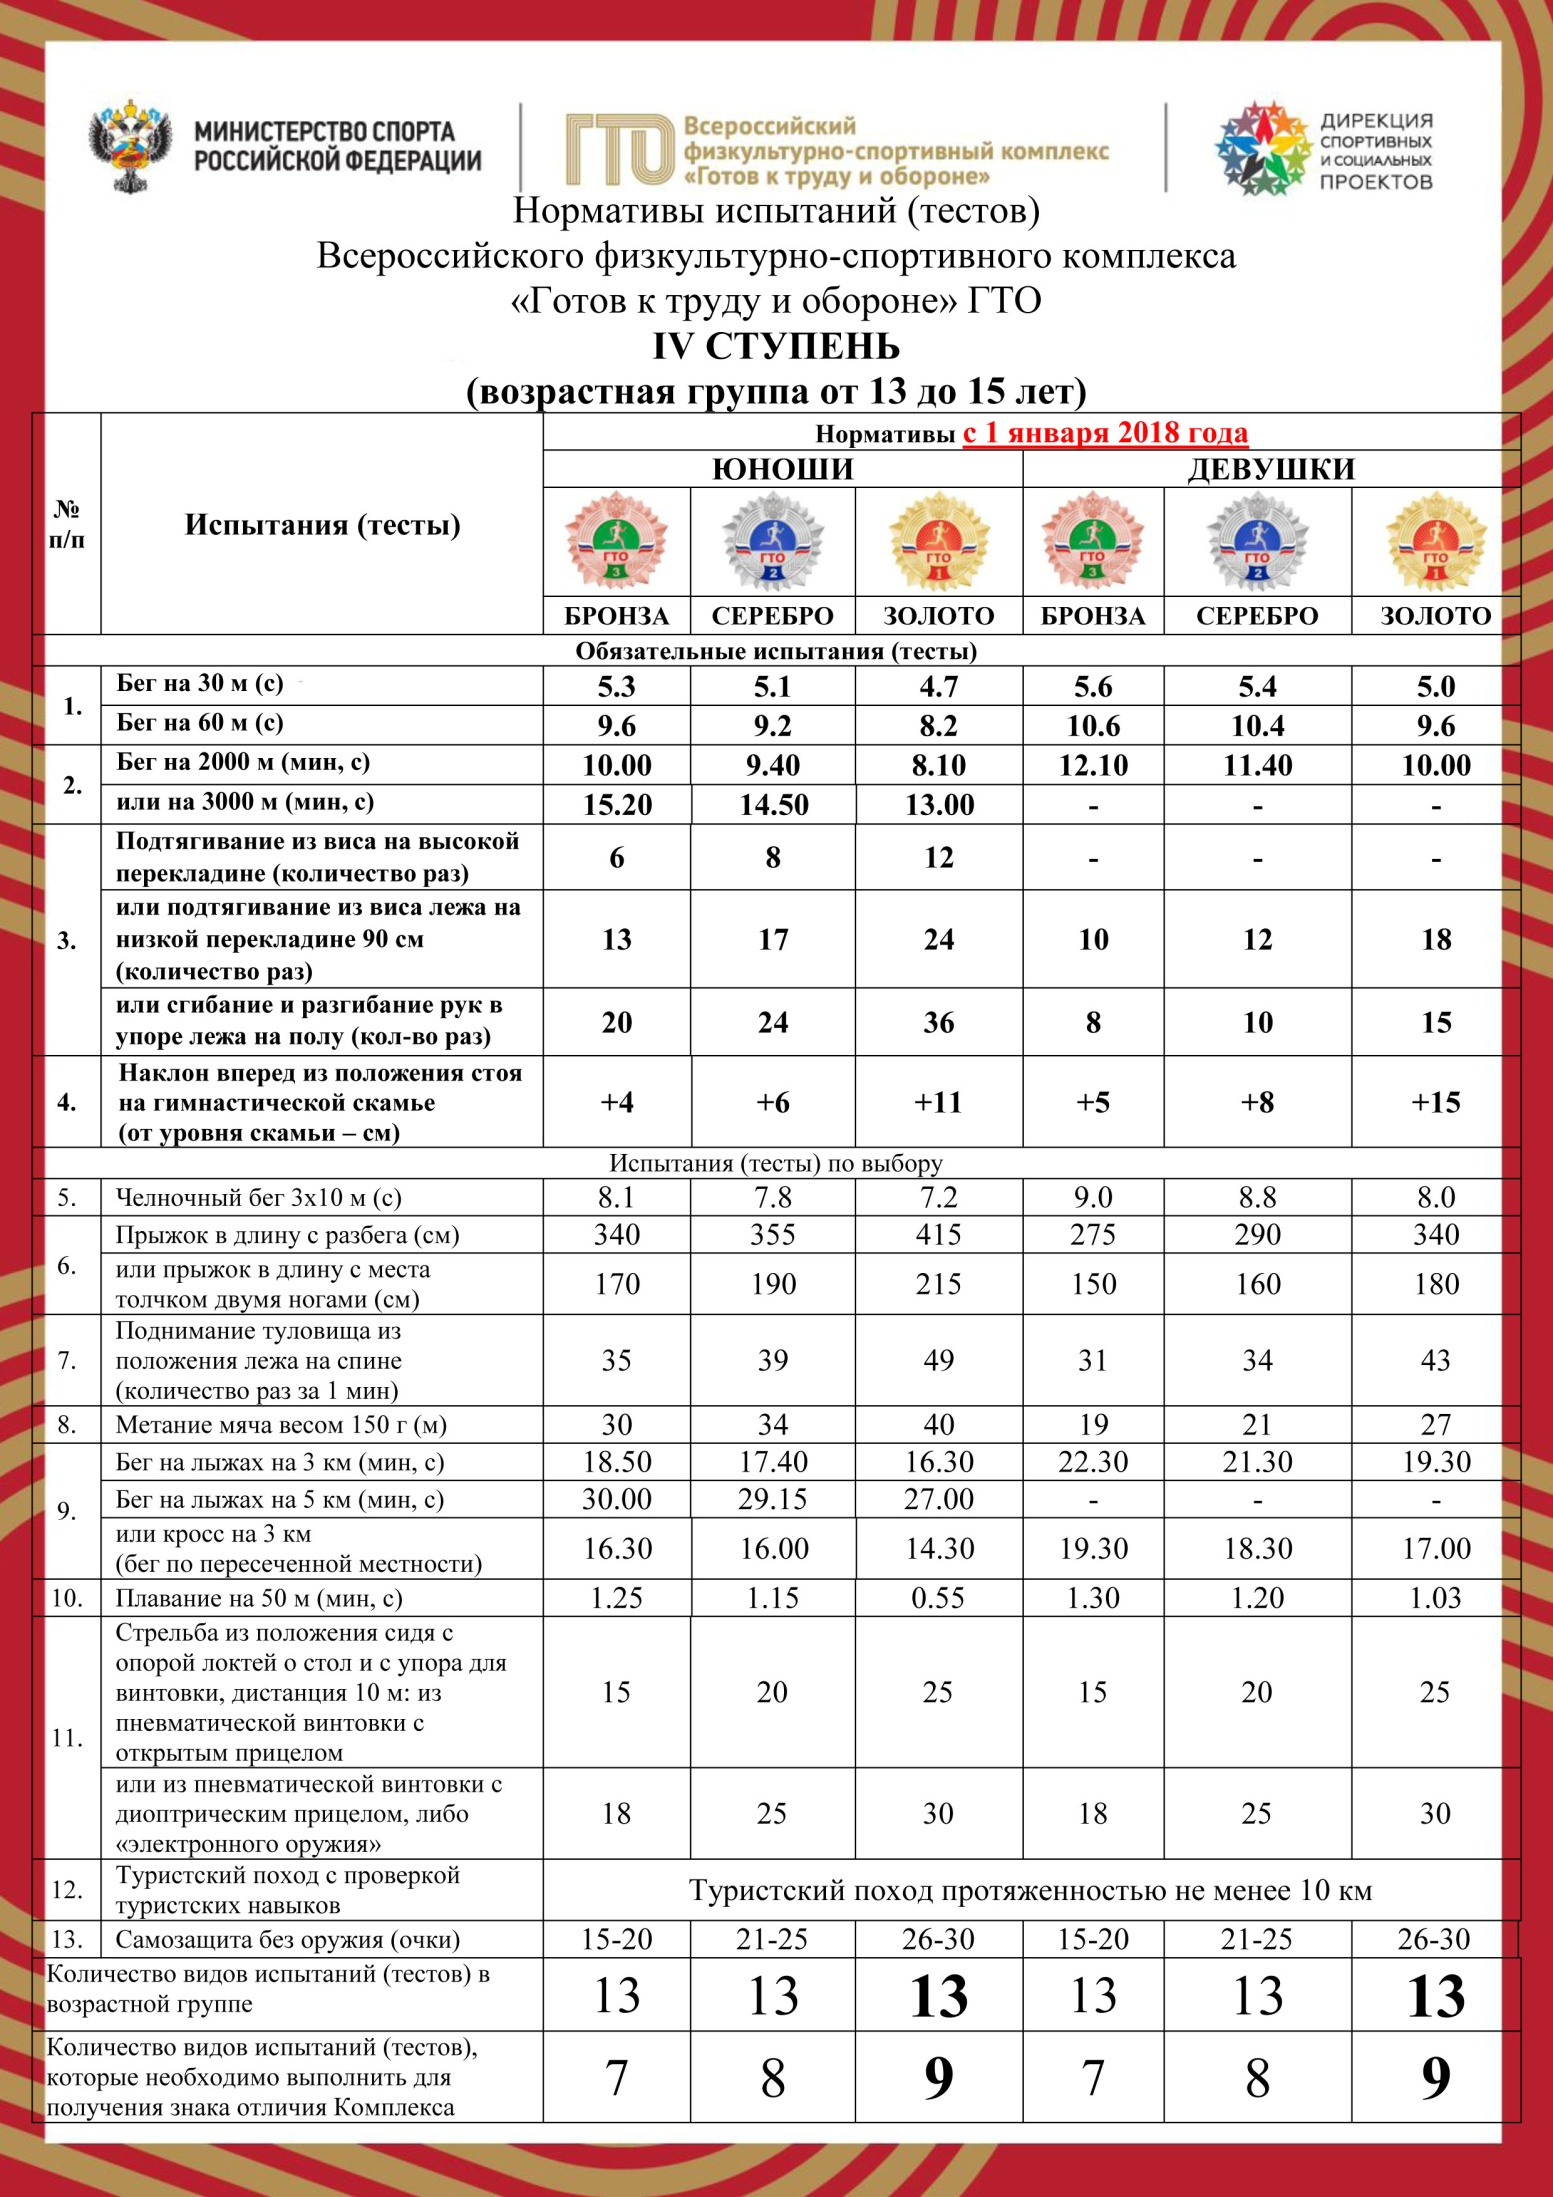 МИНИСТЕРСТВО СПОРТА
РОССИЙСКОЙ ФЕДЕРАЦИИ
ГТО
Всероссийский
физкультурно-спортивный комплекс
«Готов к труду и обороне»
ДИРЕКЦИЯ
СПОРТИВНЫХ
И СОЦИАЛЬНЫХ
ПРОЕКТОВ
Нормативы испытаний (тестов)
Всероссийского физкультурно-спортивного комплекса
«Готов к труду и обороне» ГТО
IV СТУПЕНЬ
(возрастная группа от 13 до 15 лет)
№
п/п
Испытания (тесты)
Нормативы с 1 января 2018 года
ЮНОШИ ДЕВУШКИ
ГТО 3 ГТО 2 ГТО 1 ГТО 3 ГТО 2 ГТО 1
БРОНЗА СЕРЕБРО ЗОЛОТО БРОНЗА СЕРЕБРО ЗОЛОТО
Обязательные испытания (тесты)
1. Бег на 30 м (с) 5.3 5.1 4.7 5.6 5.4 5.0
Бег на 60 м (с) 9.6 9.2 8.2 10.6 10.4 9.6
2. Бег на 2000 м (мин, с) 10.00 9.40 8.10 12.10 11.40 10.00
или на 3000 м (мин, с) 15.20 14.50 13.00 - - -
3. Подтягивание из виса на высокой
перекладине (количество раз) 6 8 12 - - -
или подтягивание из виса лежа на
низкой перекладине 90 см
(количество раз) 13 17 24 10 12 18
или сгибание и разгибание рук в
упоре лежа на полу (кол-во раз) 20 24 36 8 10 15
4. Наклон вперед из положения стоя
на гимнастической скамье
(от уровня скамьи – см) +4 +6 +11 +5 +8 +15
Испытания (тесты) по выбору
5. Челночный бег 3х10 м (с) 8.1 7.8 7.2 9.0 8.8 8.0
6. Прыжок в длину с разбега (см) 340 355 415 275 290 340
или прыжок в длину с места
толчком двумя ногами (см) 170 190 215 150 160 180
7. Поднимание туловища из
положения лежа на спине
(количество раз за 1 мин) 35 39 49 31 34 43
8. Метание мяча весом 150 г (м) 30 34 40 19 21 27
9. Бег на лыжах на 3 км (мин, с) 18.50 17.40 16.30 22.30 21.30 19.30
Бег на лыжах на 5 км (мин, с) 30.00 29.15 27.00 - - -
или кросс на 3 км
(бег по пересеченной местности) 16.30 16.00 14.30 19.30 18.30 17.00
10. Плавание на 50 м (мин, с) 1.25 1.15 0.55 1.30 1.20 1.03
11. Стрельба из положения сидя с
опорой локтей о стол и с упора для
винтовки, дистанция 10 м: из
пневматической винтовки с
открытым прицелом 15 20 25 15 20 25
или из пневматической винтовки с
диоптрическим прицелом, либо
«электронного оружия» 18 25 30 18 25 30
12. Туристский поход с проверкой
туристских навыков Туристский поход протяженностью не менее 10 км
13. Самозащита без оружия (очки) 15-20 21-25 26-30 15-20 21-25 26-30
Количество видов испытаний (тестов) в
возрастной группе 13 13 13 13 13 13
Количество видов испытаний (тестов),
которые необходимо выполнить для
получения знака отличия Комплекса 7 8 9 7 8 9